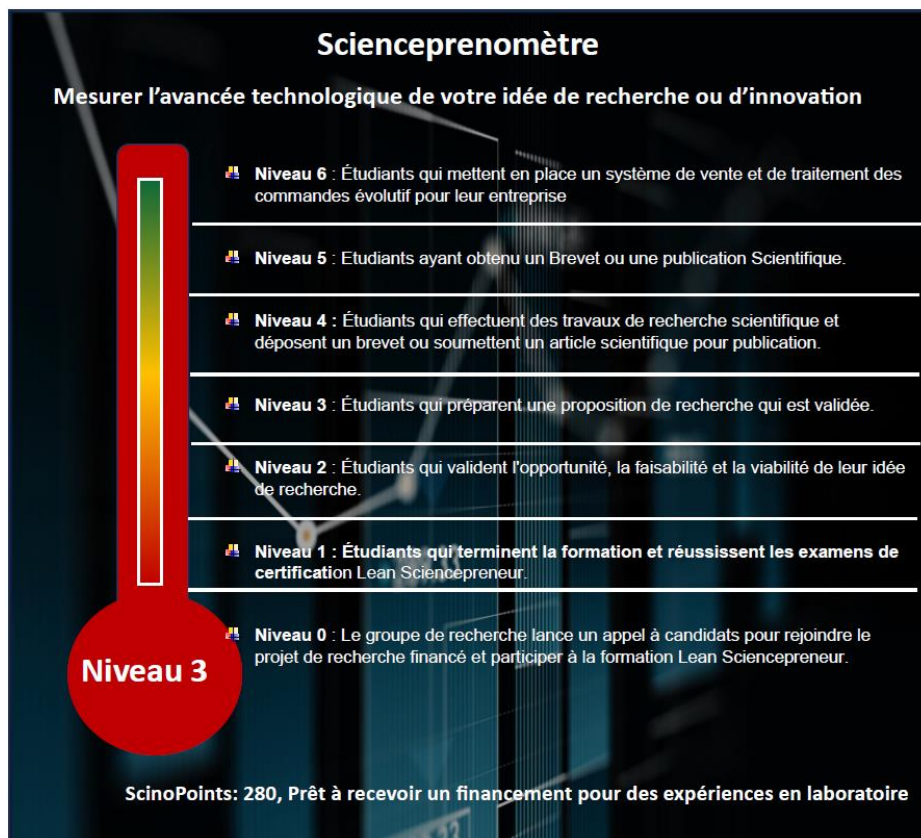 Scienceprenomètre
Mesurer l’avancée technologique de votre idée de recherche ou d’innovation
Niveau 6 : Étudiants qui mettent en place un système de vente et de traitement des
commandes évolutif pour leur entreprise
Niveau 5 : Etudiants ayant obtenu un Brevet ou une publication Scientifique.
Niveau 4 : Étudiants qui effectuent des travaux de recherche scientifique et
déposent un brevet ou soumettent un article scientifique pour publication.
Niveau 3 : Étudiants qui préparent une proposition de recherche qui est validée.
Niveau 2 : Étudiants qui valident l'opportunité, la faisabilité et la viabilité de leur idée
de recherche.
Niveau 1 : Étudiants qui terminent la formation et réussissent les examens de
certification Lean Sciencepreneur.
Niveau 0 : Le groupe de recherche lance un appel à candidats pour rejoindre le
projet de recherche financé et participer à la formation Lean Sciencepreneur.
Niveau 3
ScinoPoints: 280, Prêt à recevoir un financement pour des expériences en laboratoire